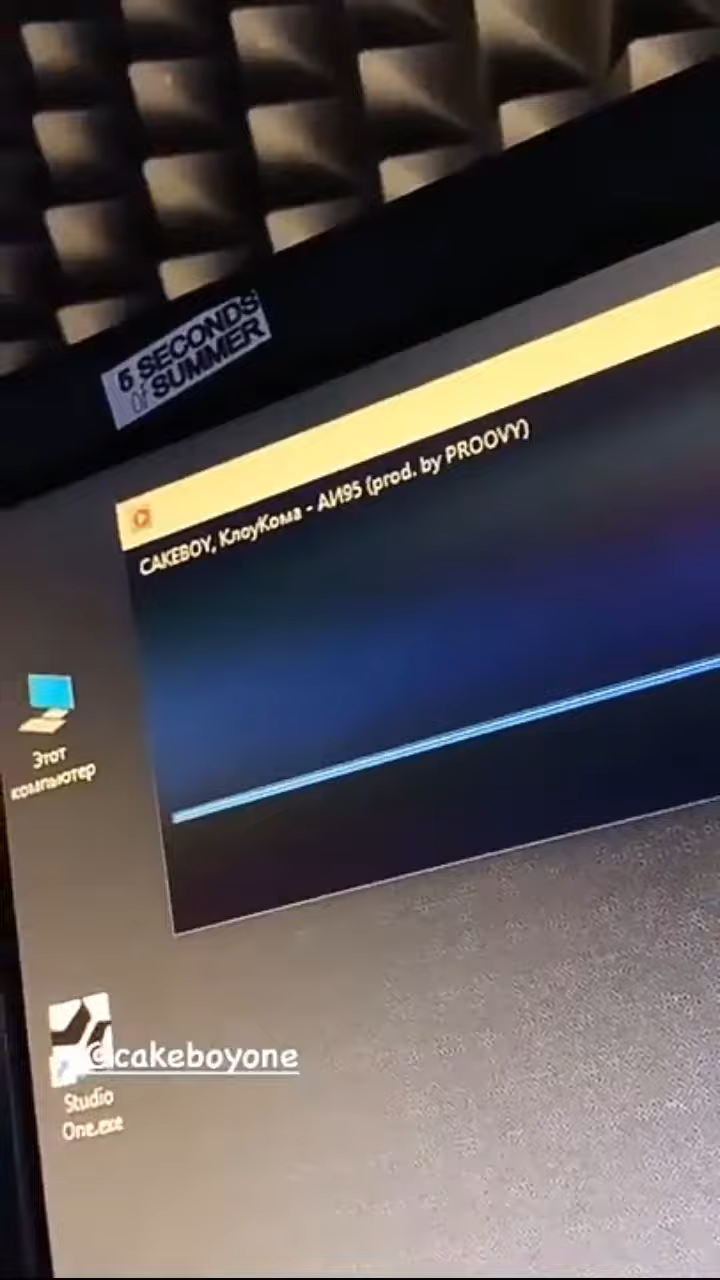 5 SECONDS
OF SUMMER
CAKEBOY, КлоуКома - АИ95 (prod. by PROOVY)
Этот
компьютер
@cakeboyone
Studio
One.exe